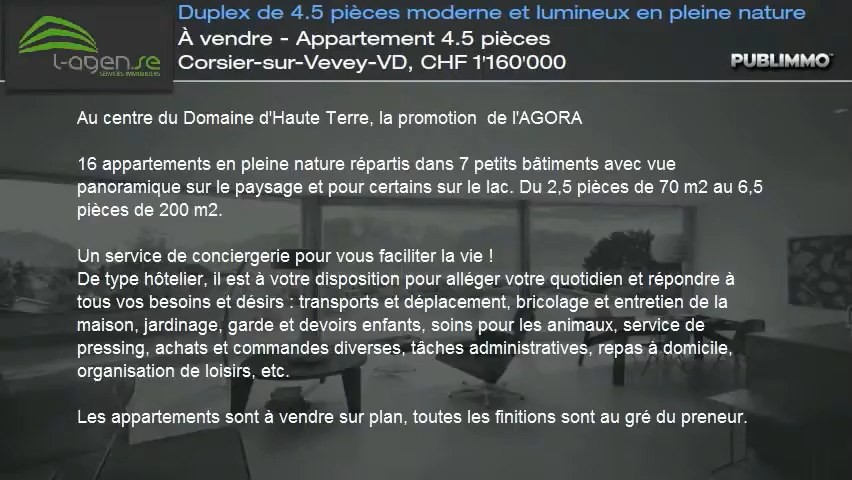 Duplex de 4.5 pièces moderne et lumineux en pleine nature
À vendre - Appartement 4.5 pièces
Corsier-sur-Vevey-VD, CHF 1'160'000
l-agen.se
SERVICES IMMOBILIERS
PUBLIMMO
Au centre du Domaine d'Haute Terre, la promotion de l'AGORA
16 appartements en pleine nature répartis dans 7 petits bâtiments avec vue
panoramique sur le paysage et pour certains sur le lac. Du 2,5 pièces de 70 m2 au 6,5
pièces de 200 m2.
Un service de conciergerie pour vous faciliter la vie !
De type hôtelier, il est à votre disposition pour alléger votre quotidien et répondre à
tous vos besoins et désirs : transports et déplacement, bricolage et entretien de la
maison, jardinage, garde et devoirs enfants, soins pour les animaux, service de
pressing, achats et commandes diverses, tâches administratives, repas à domicile,
organisation de loisirs, etc.
Les appartements sont à vendre sur plan, toutes les finitions sont au gré du preneur.